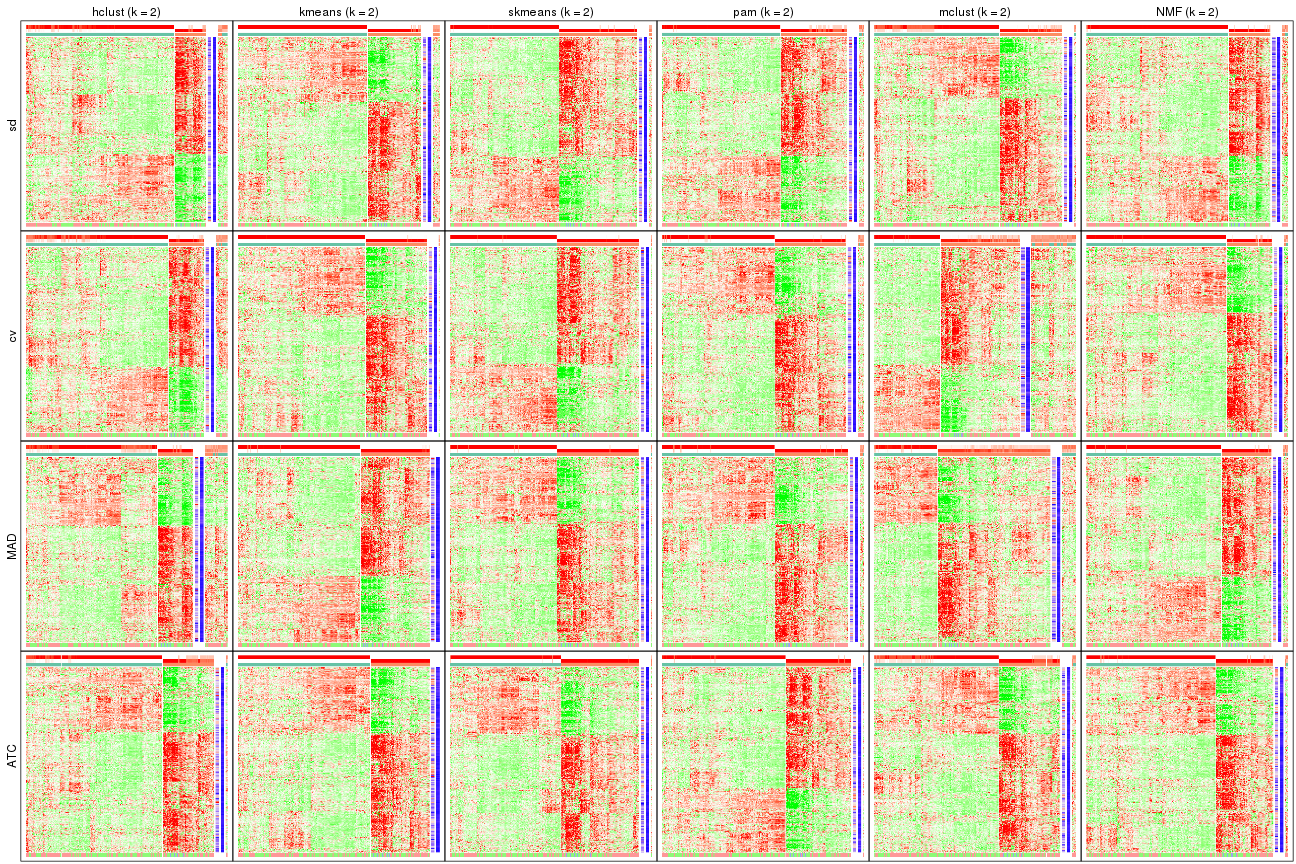 hclust (k = 2) kmeans (k = 2) skmeans (k = 2) pam (k = 2) mclust (k = 2) NMF (k = 2)
sd
cv
MAD
ATC